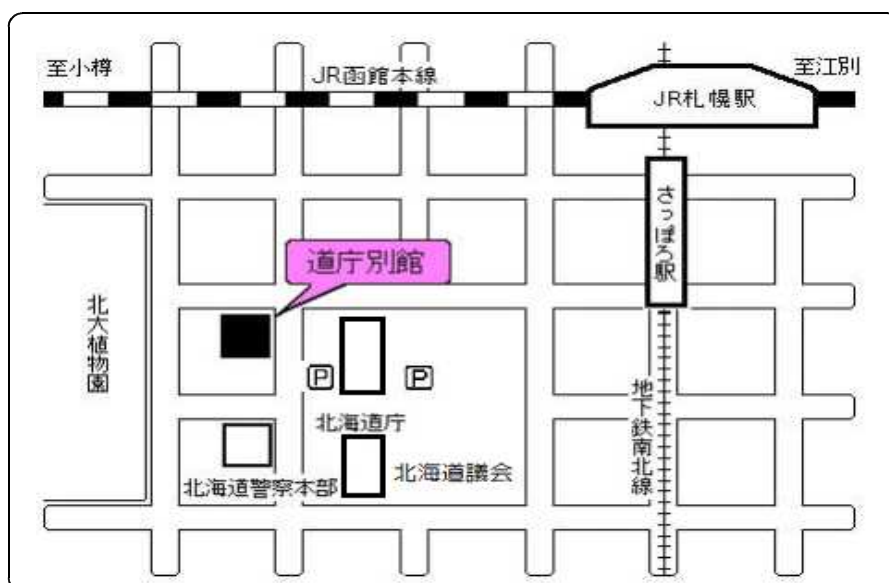 至小樽
JR函館本線
至江別
JR札幌駅
さっぽろ駅
道庁別館
北大植物園
P
P
北海道庁
地下鉄南北線
北海道議会
北海道警察本部